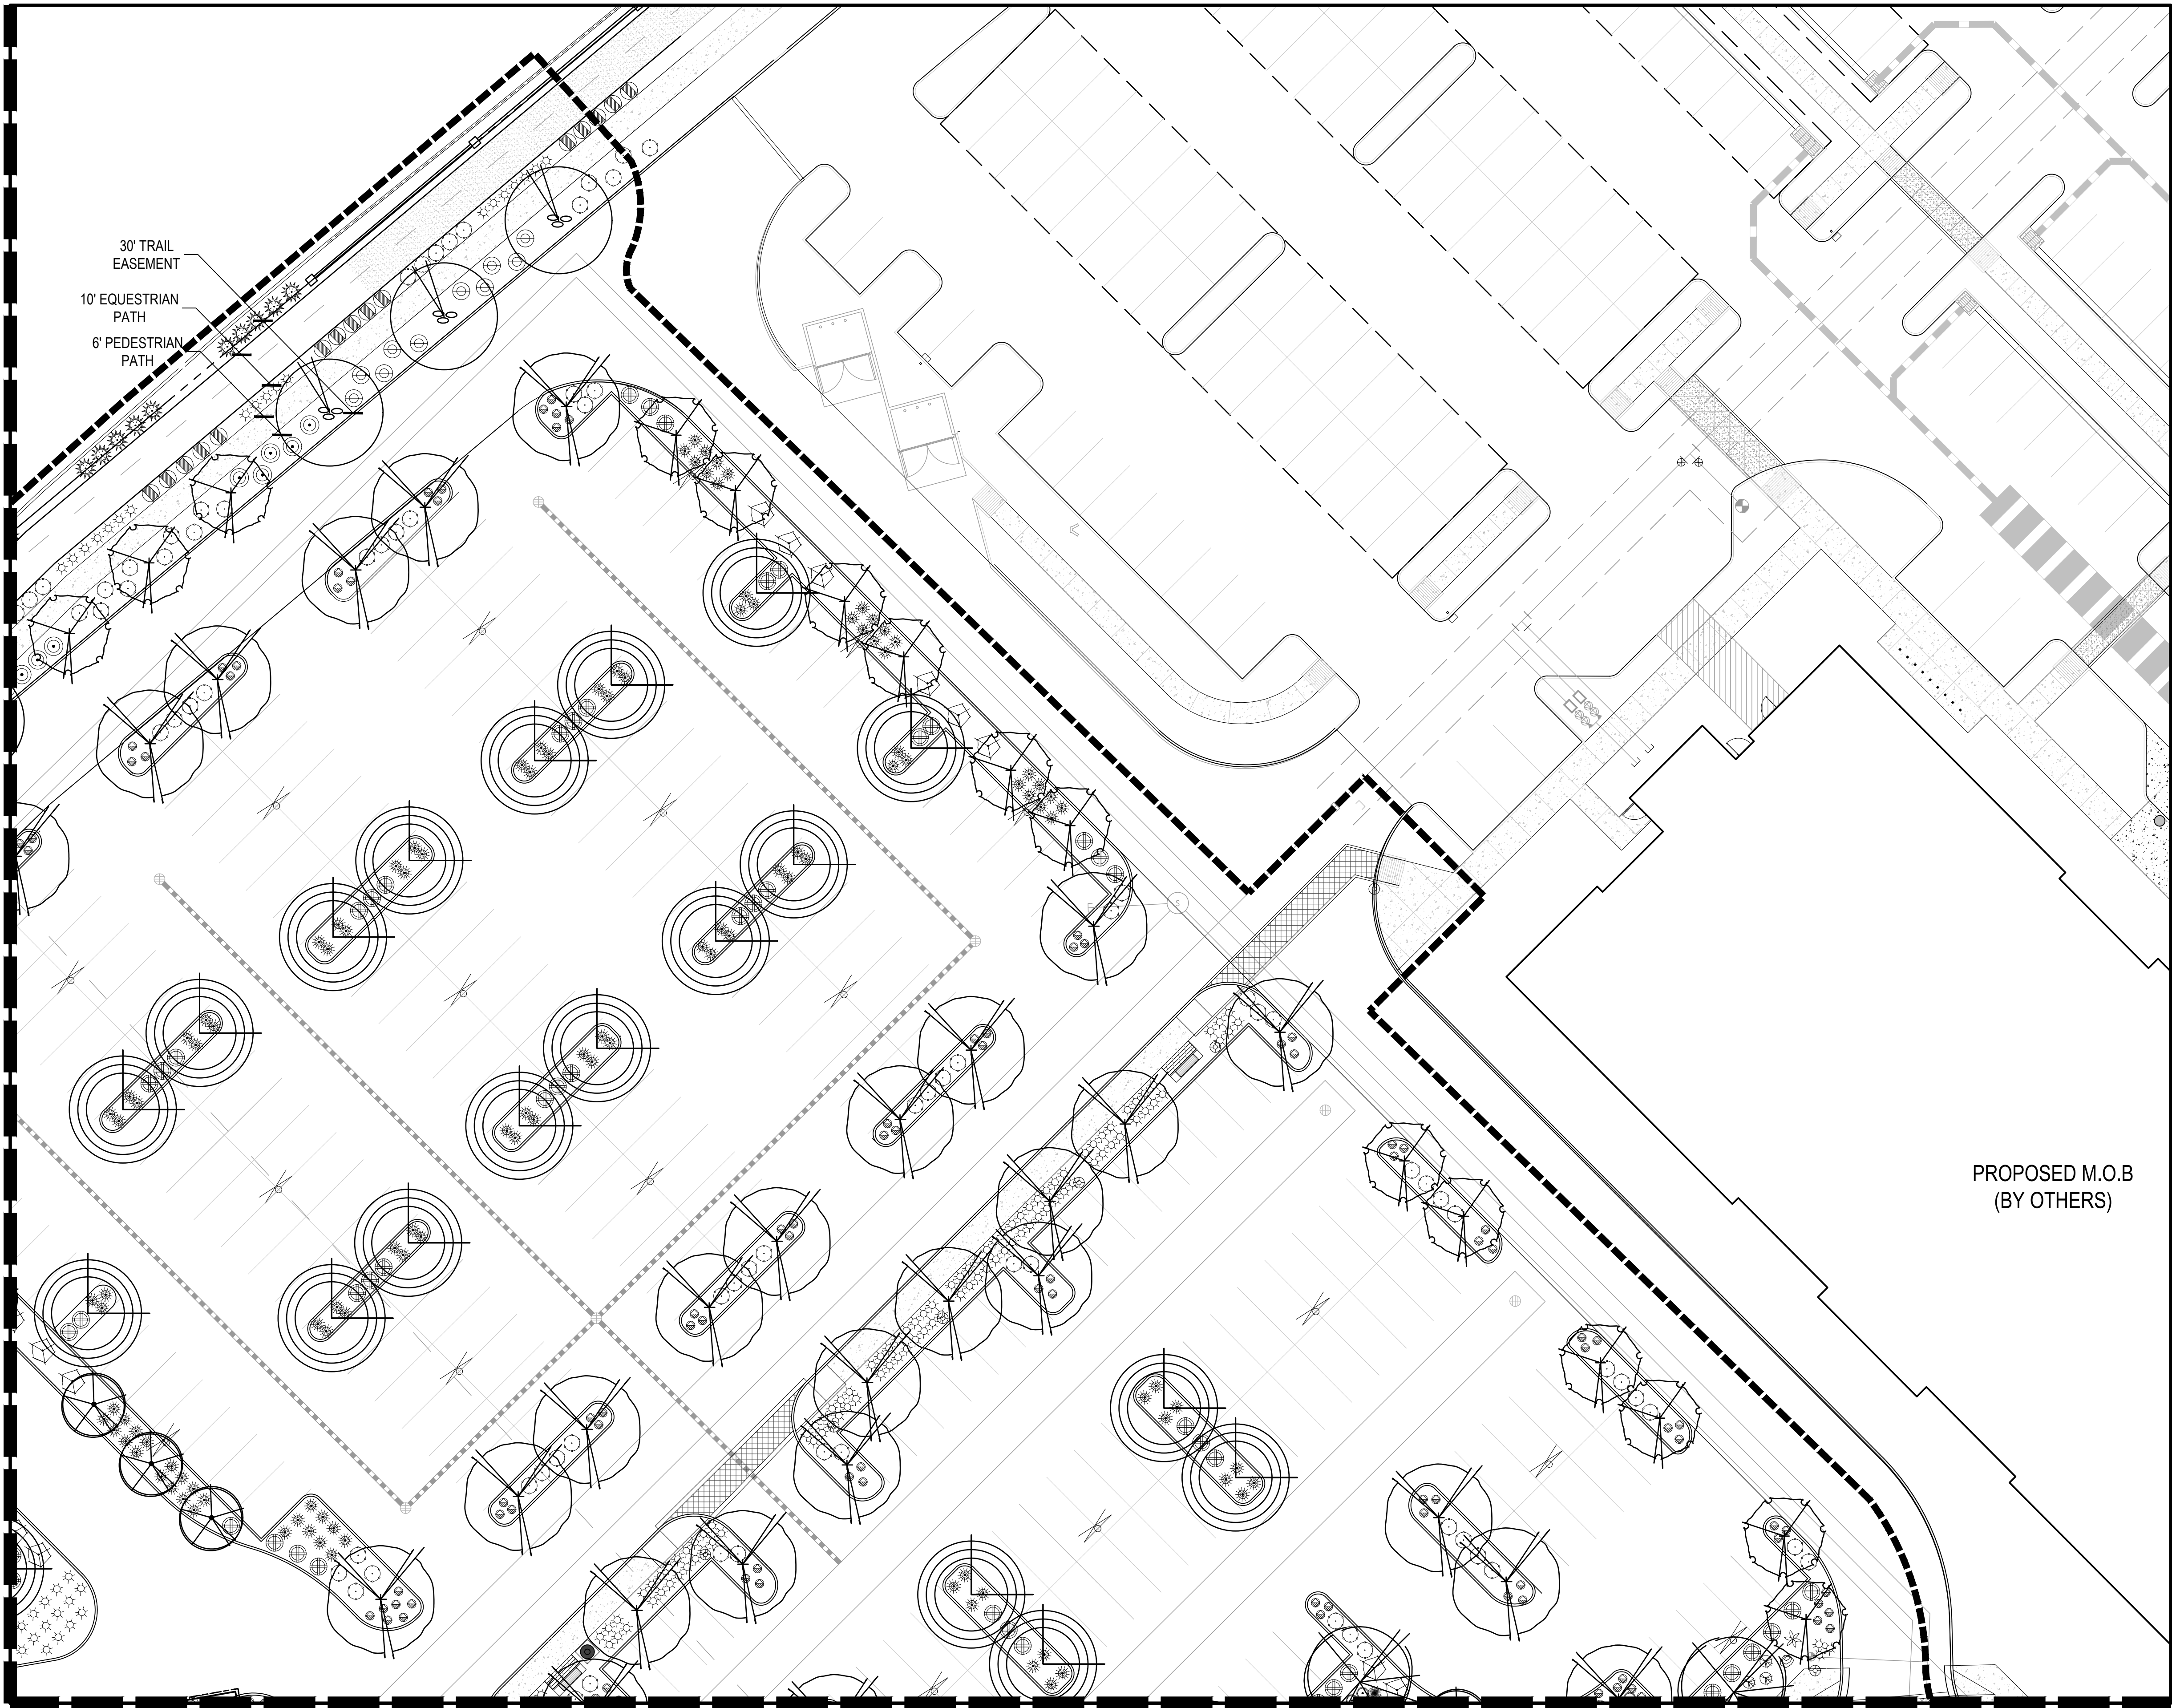 30' TRAIL
EASEMENT
10' EQUESTRIAN
PATH
6' PEDESTRIAN
PATH
S
PROPOSED M.O.B
(BY OTHERS)